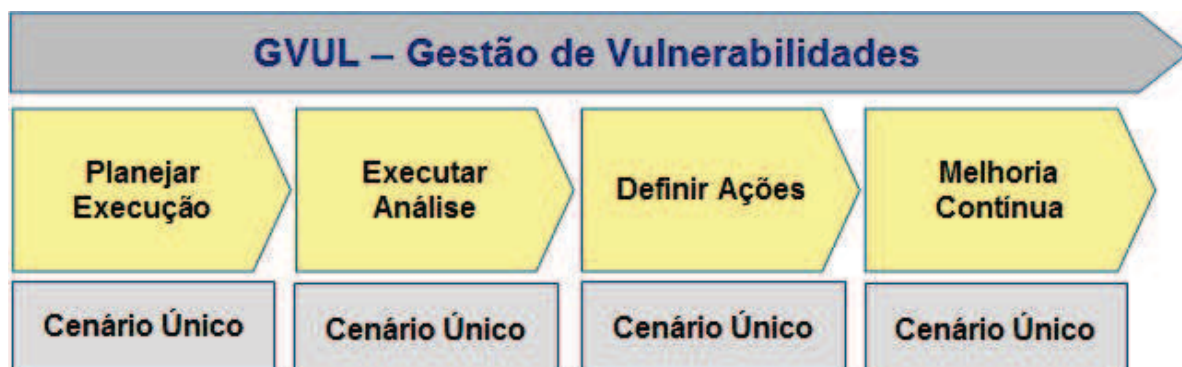 GVUL – Gestão de Vulnerabilidades
Planejar
Execução
Executar
Análise
Definir Ações
Melhoria
Contínua
Cenário Único
Cenário Único
Cenário Único
Cenário Único